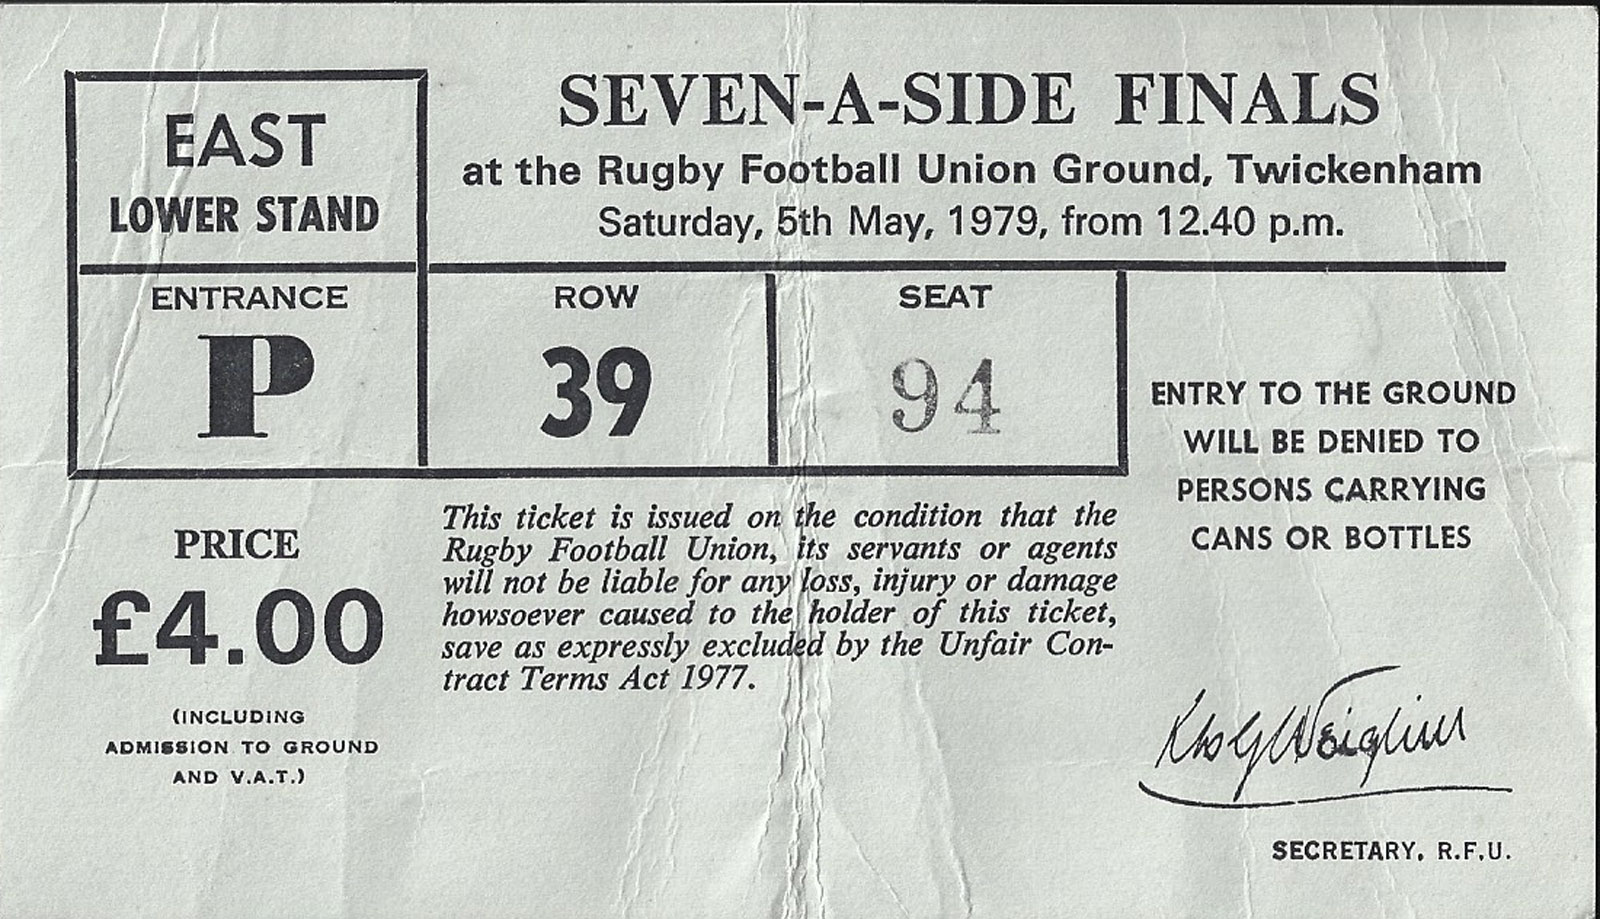 EAST
LOWER STAND
SEVEN-A-SIDE FINALS
at the Rugby Football Union Ground, Twickenham
Saturday, 5th May, 1979, from 12.40 p.m.
ENTRANCE
P
ROW
39
SEAT
94
ENTRY TO THE GROUND
WILL BE DENIED TO
PERSONS CARRYING
CANS OR BOTTLES
PRICE
£4.00
(INCLUDING
ADMISSION TO GROUND
AND V.A.T.)
This ticket is issued on the condition that the
Rugby Football Union, its servants or agents
will not be liable for any loss, injury or damage
howsoever caused to the holder of this ticket,
save as expressly excluded by the Unfair Con-
tract Terms Act 1977.
SECRETARY, R.F.U.